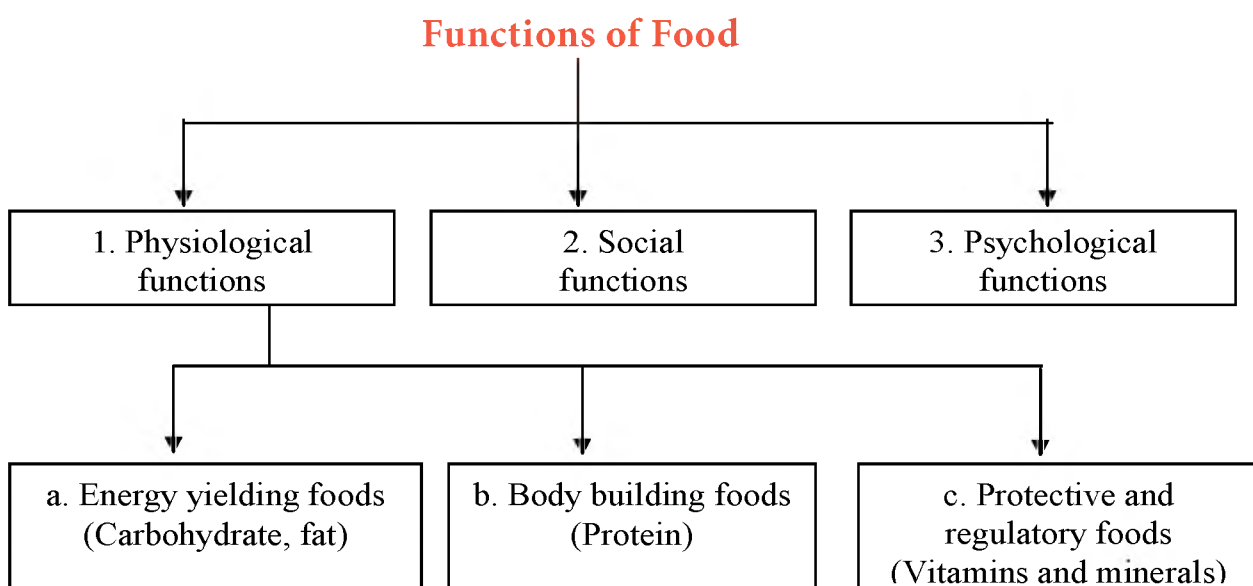 Functions of Food
1. Physiological
functions
2. Social
functions
3. Psychological
functions
a. Energy yielding foods
(Carbohydrate, fat)
b. Body building foods
(Protein)
c. Protective and
regulatory foods
(Vitamins and minerals)